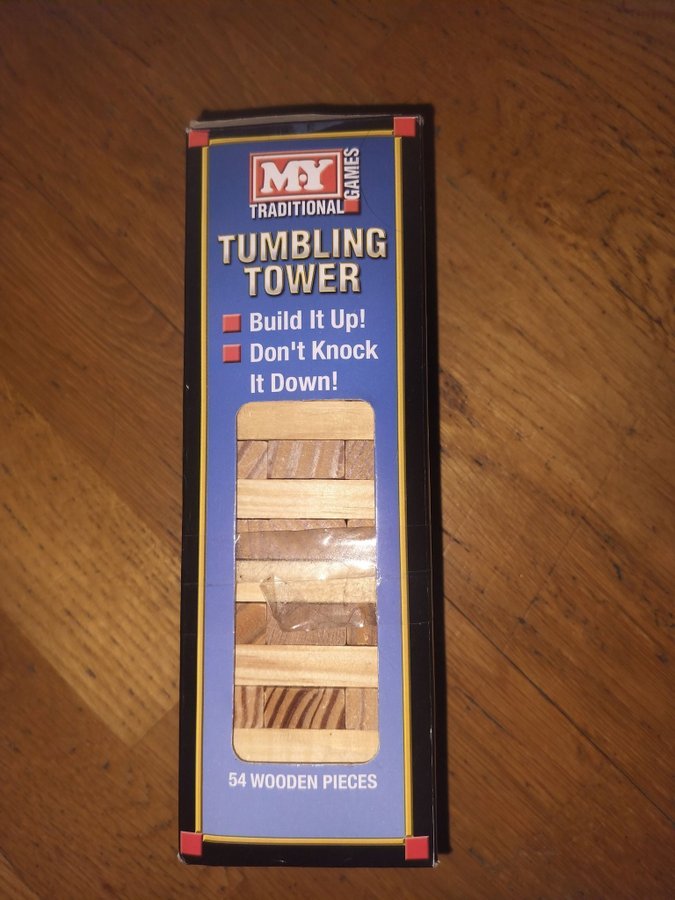 M·Y
GAMES
TRADITIONAL
TUMBLING
TOWER
Build It Up!
Don't Knock
It Down!
54 WOODEN PIECES